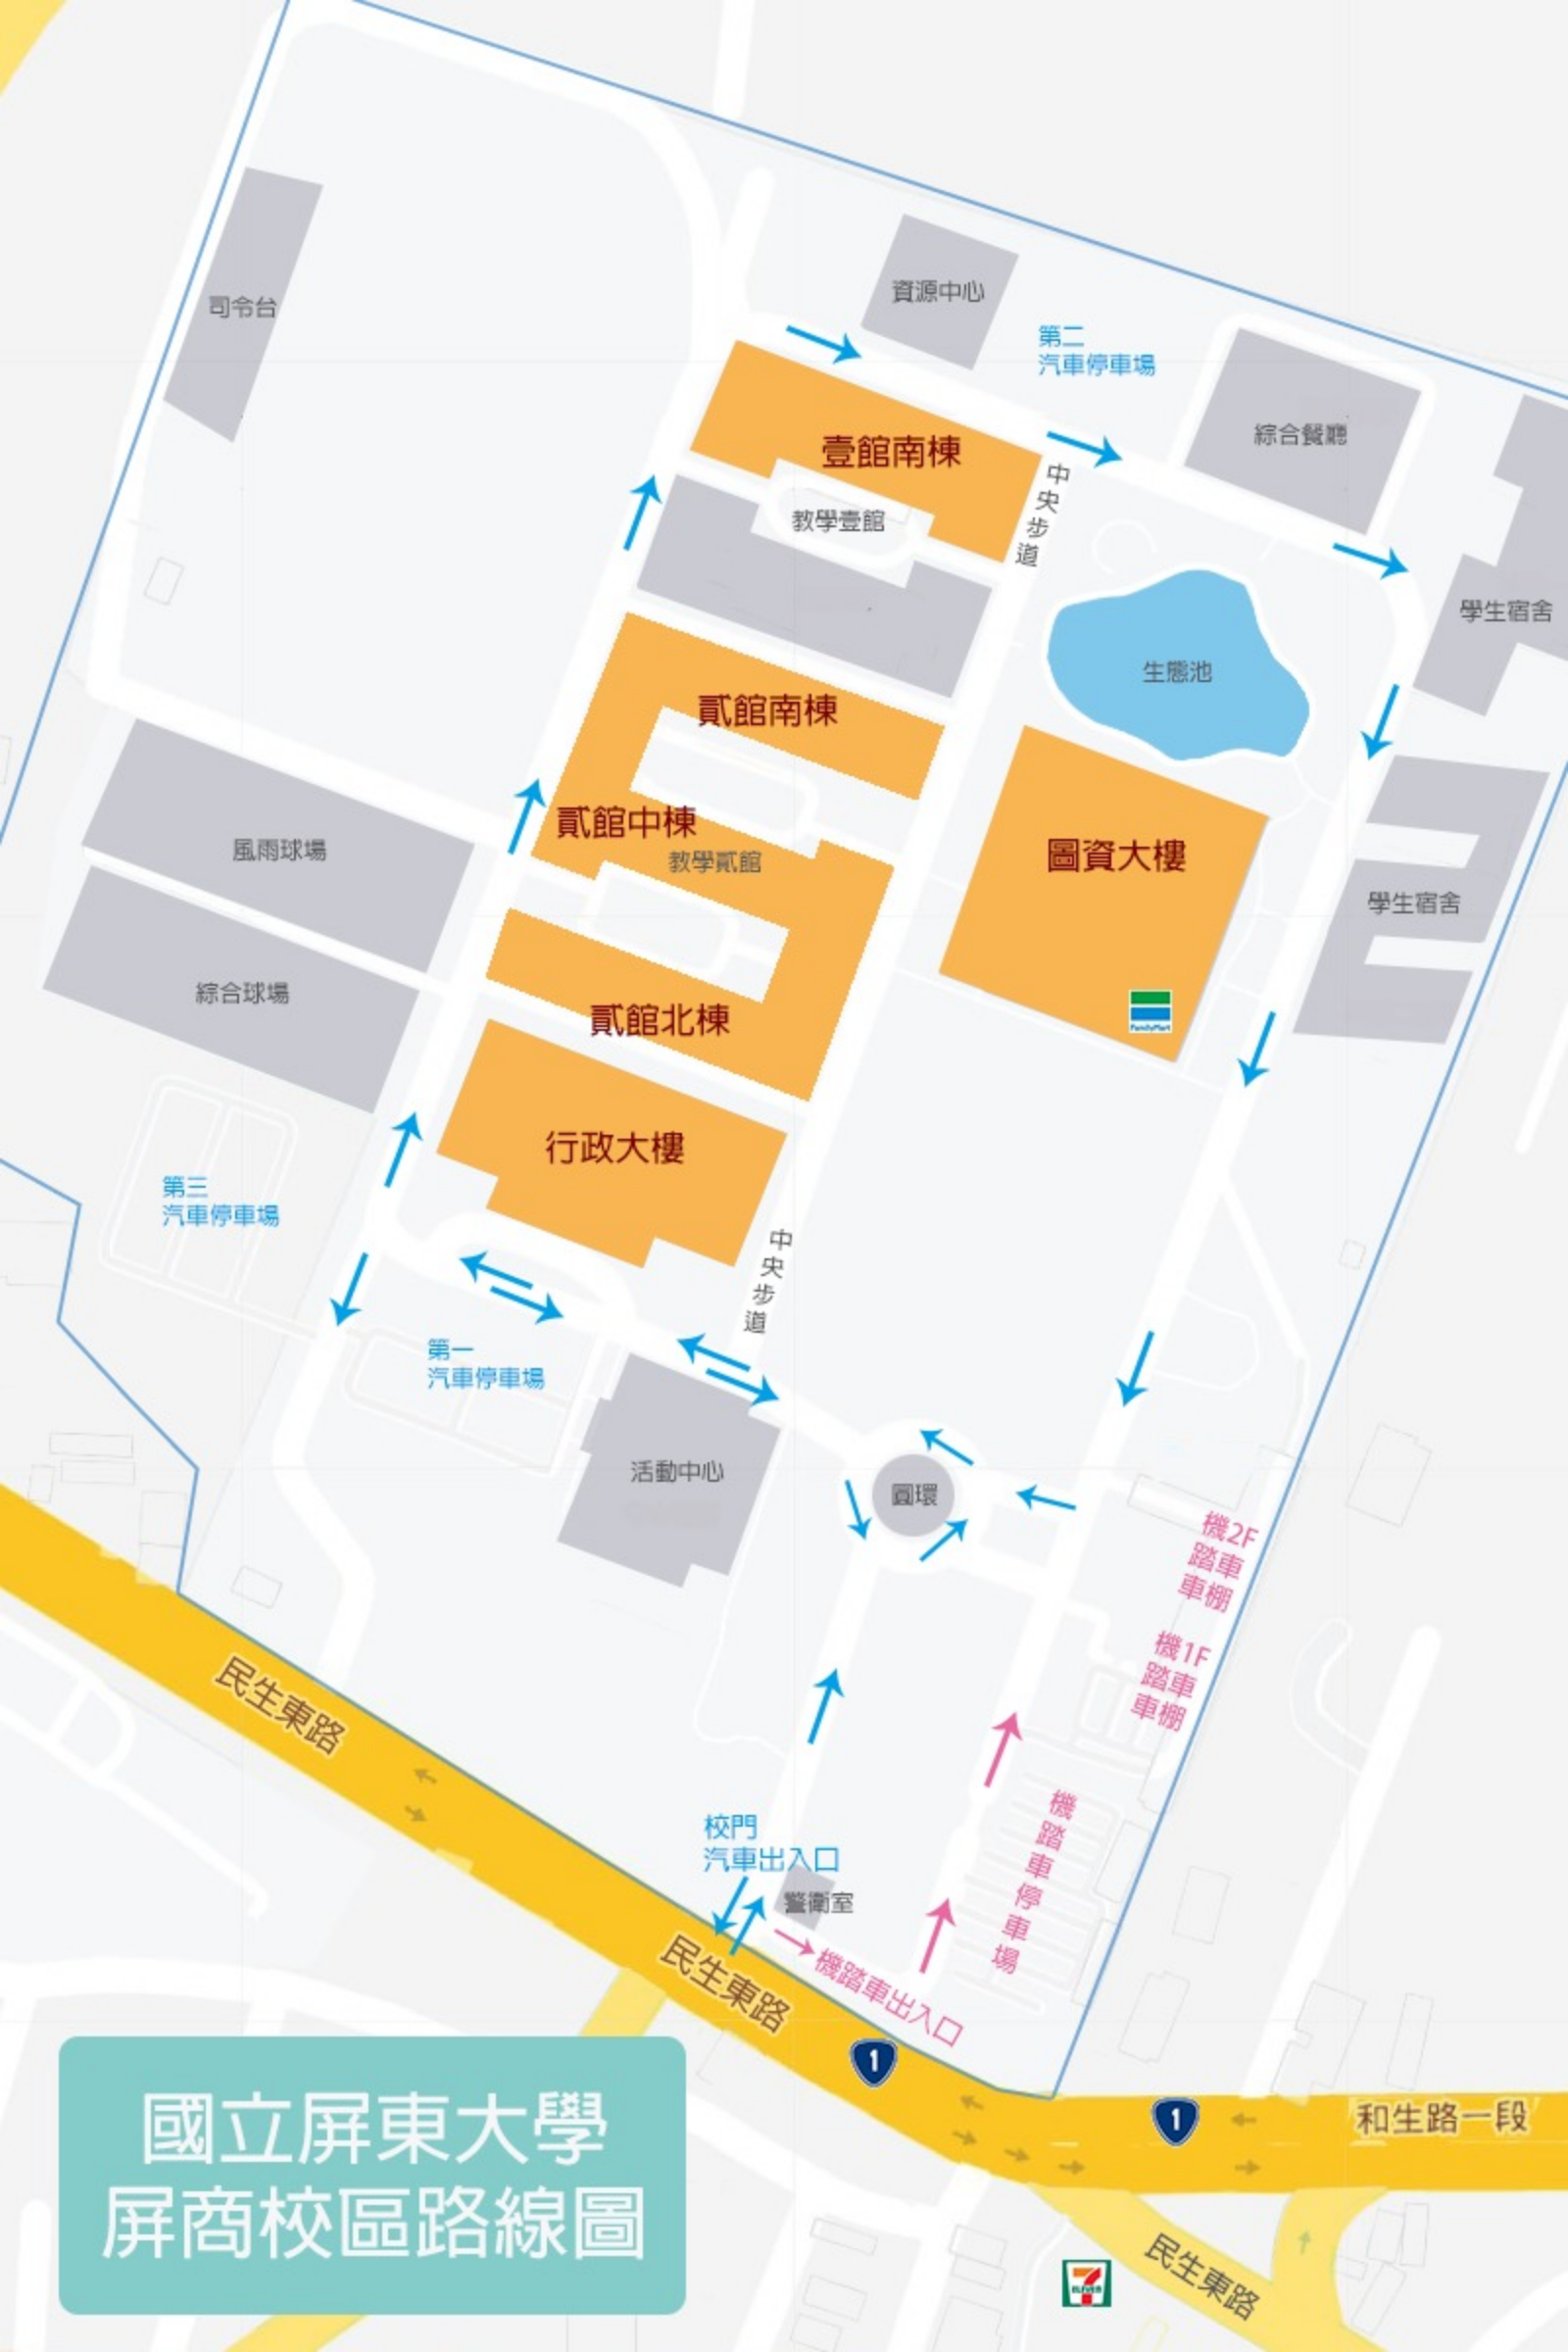 資源中心
司令台
第二
汽車停車場
綜合餐廳
壹館南棟
中央步道
教學壹館
學生宿舍
生態池
貳館南棟
貳館中棟
教學貳館
圖資大樓
風雨球場
學生宿舍
綜合球場
FamilyMart
貳館北棟
行政大樓
第三
汽車停車場
中央步道
第一
汽車停車場
活動中心
圓環
機2F
踏車
車棚
機1F
踏車
車棚
民生東路
機踏車停車場
校門
汽車出入口
警衛室
機踏車出入口
民生東路
1
1
和生路一段
國立屏東大學
屏商校區路線圖
民生東路
7
ELEVEn